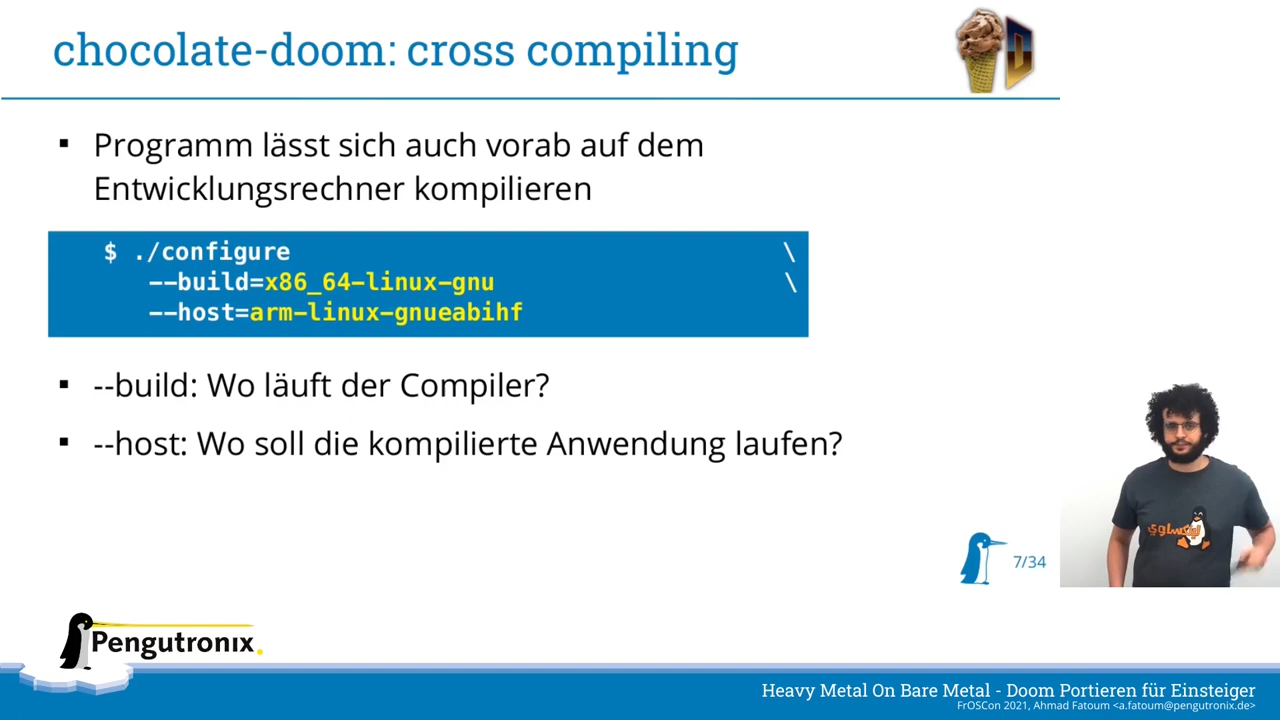 chocolate-doom: cross compiling
▪ Programm lässt sich auch vorab auf dem
Entwicklungsrechner kompilieren
$ ./configure \
--build=x86_64-linux-gnu \
--host=arm-linux-gnueabihf
▪ --build: Wo läuft der Compiler?
▪ --host: Wo soll die kompilierte Anwendung laufen?
7/34
Pengutronix.
Heavy Metal On Bare Metal - Doom Portieren für Einsteiger
FrOSCon 2021, Ahmad Fatoum <a.fatoum@pengutronix.de>